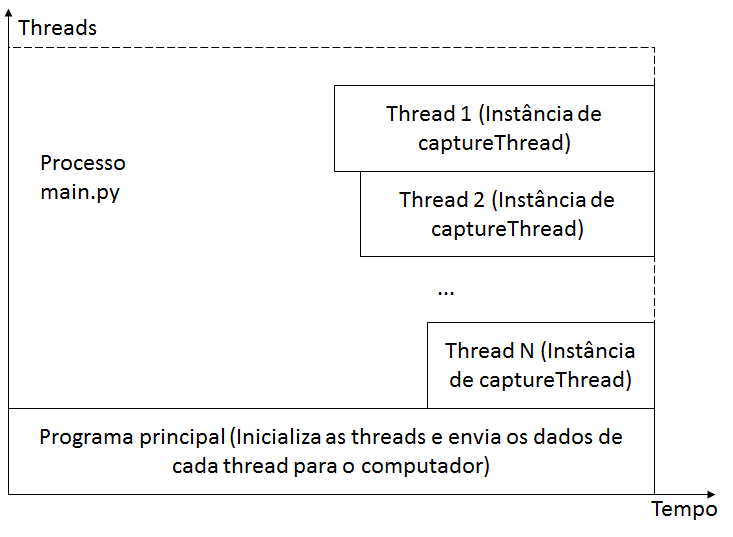 Threads
Thread 1 (Instância de
captureThread)
Processo
main.py
Thread 2 (Instância de
captureThread)
...
Thread N (Instância
de captureThread)
Programa principal (Inicializa as threads e envia os dados de
cada thread para o computador)
Tempo